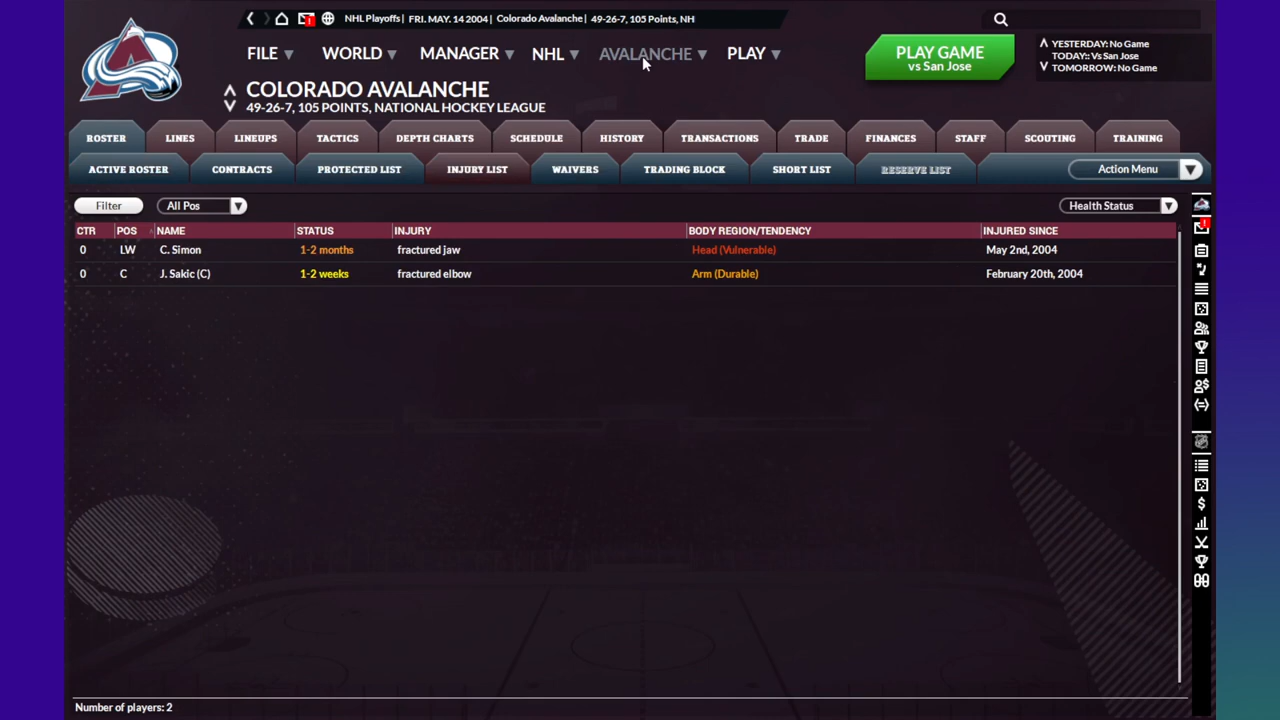 NHL Playoffs | FRI. MAY. 14 2004 | Colorado Avalanche | 49-26-7, 105 Points, NH
FILE WORLD MANAGER NHL AVALANCHE PLAY
PLAY GAME
vs San Jose
YESTERDAY: No Game
TODAY:: Vs San Jose
TOMORROW: No Game
COLORADO AVALANCHE
49-26-7, 105 POINTS, NATIONAL HOCKEY LEAGUE
ROSTER LINES LINEUPS TACTICS DEPTH CHARTS SCHEDULE HISTORY TRANSACTIONS TRADE FINANCES STAFF SCOUTING TRAINING
ACTIVE ROSTER CONTRACTS PROTECTED LIST INJURY LIST WAIVERS TRADING BLOCK SHORT LIST RESERVE LIST Action Menu
Filter All Pos Health Status
CTR POS NAME STATUS INJURY BODY REGION/TENDENCY INJURED SINCE
0 LW C. Simon 1-2 months fractured jaw Head (Vulnerable) May 2nd, 2004
0 C J. Sakic (C) 1-2 weeks fractured elbow Arm (Durable) February 20th, 2004
Number of players: 2